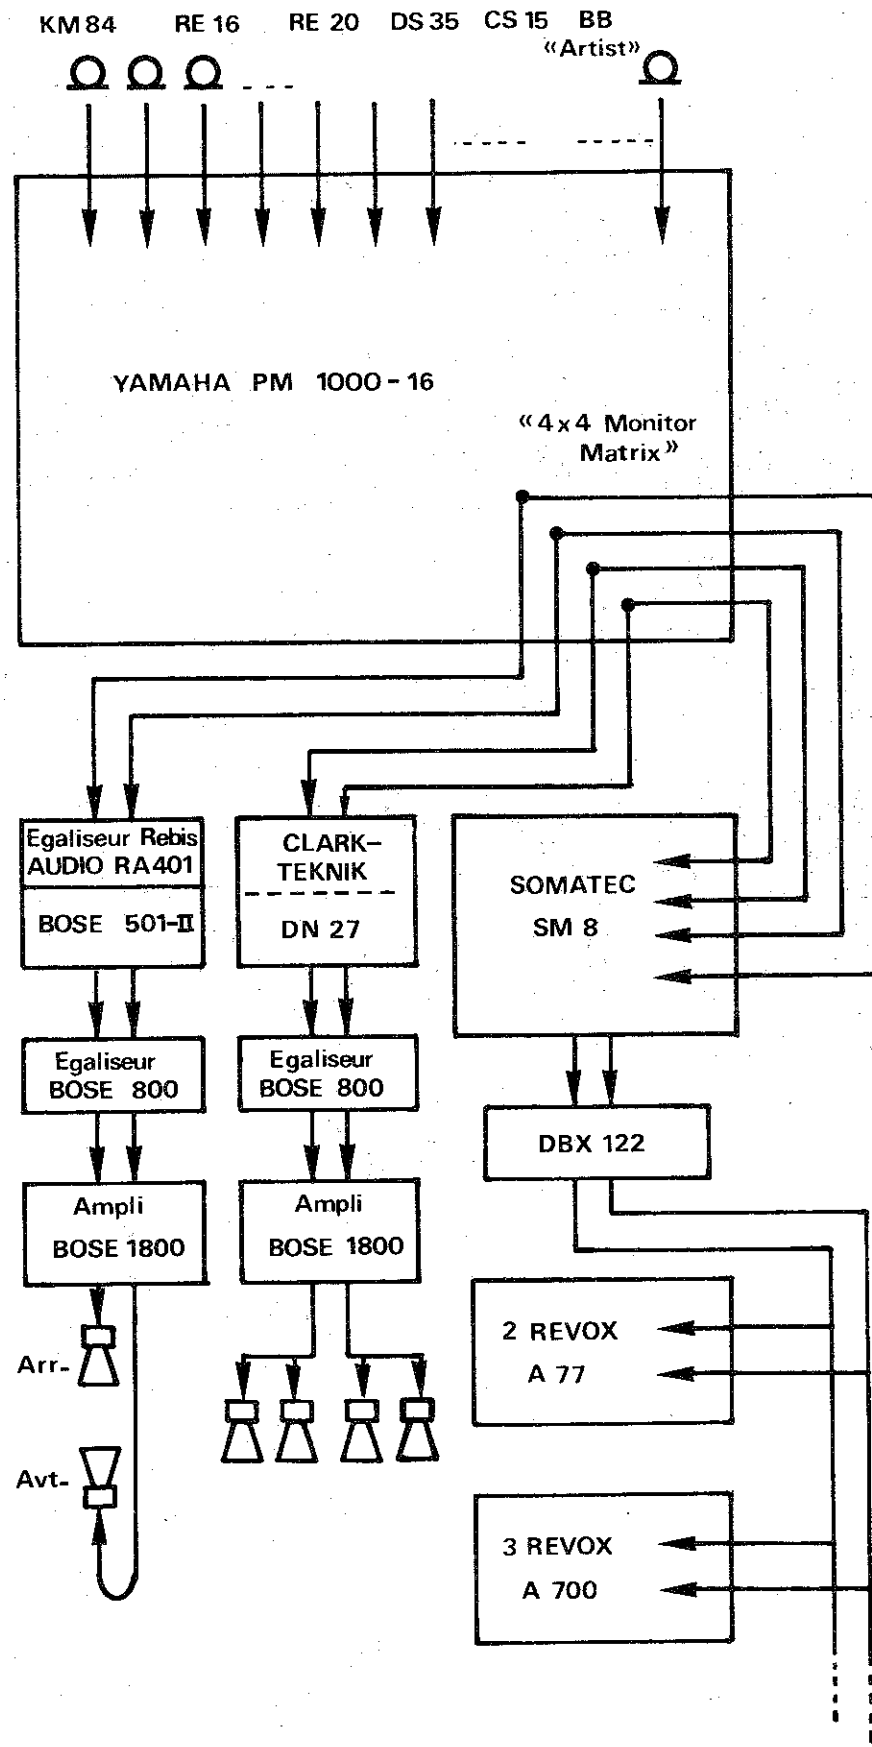 KM 84 RE 16 RE 20 DS 35 CS 15 BB
«Artist»
YAMAHA PM 1000-16
«4x4 Monitor
Matrix»
Egaliseur Rebis
AUDIO RA401
BOSE 501-II
CLARK-
TEKNIK
DN 27
SOMATEC
SM 8
Egaliseur
BOSE 800
Egaliseur
BOSE 800
DBX 122
Ampli
BOSE 1800
Ampli
BOSE 1800
2 REVOX
A 77
Arr-
Avt-
3 REVOX
A 700